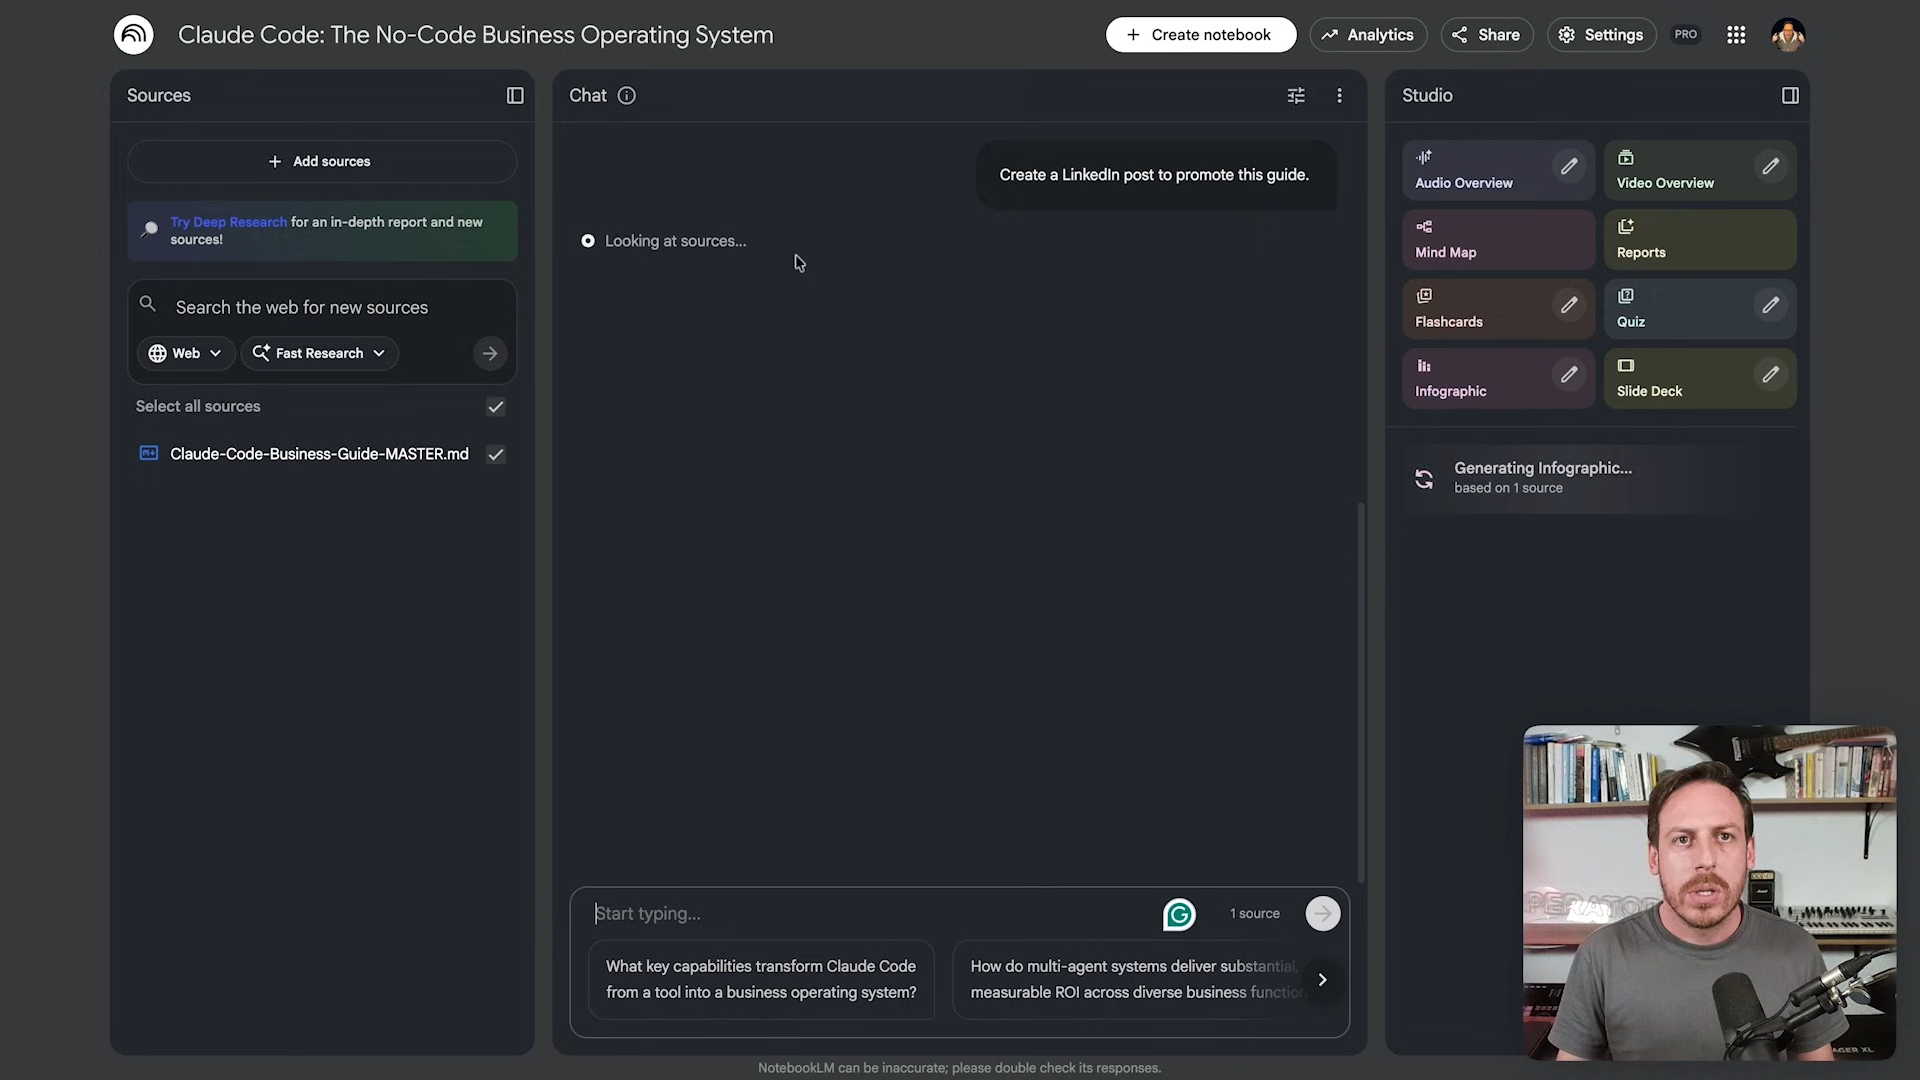 Claude Code: The No-Code Business Operating System
Create notebook
Analytics
Share
Settings
PRO
Sources
Add sources
Try Deep Research for an in-depth report and new
sources!
Search the web for new sources
Web
Fast Research
Select all sources
Claude-Code-Business-Guide-MASTER.md
Chat
Create a LinkedIn post to promote this guide.
Looking at sources...
Start typing...
1 source
What key capabilities transform Claude Code
from a tool into a business operating system?
How do multi-agent systems deliver substantial,
measurable ROI across diverse business function
NotebookLM can be inaccurate; please double check its responses.
Studio
Audio Overview
Video Overview
Mind Map
Reports
Flashcards
Quiz
Infographic
Slide Deck
Generating Infographic...
based on 1 source